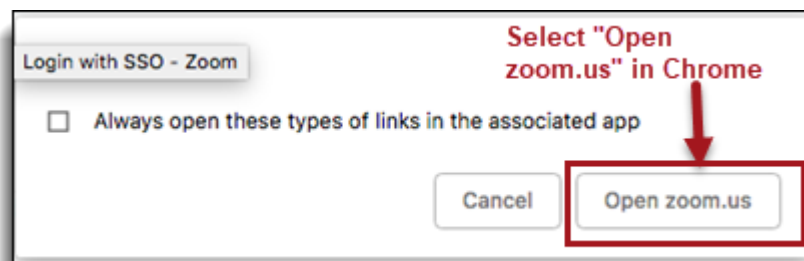 Select "Open
zoom.us" in Chrome
Login with SSO - Zoom
Always open these types of links in the associated app
Cancel
Open zoom.us